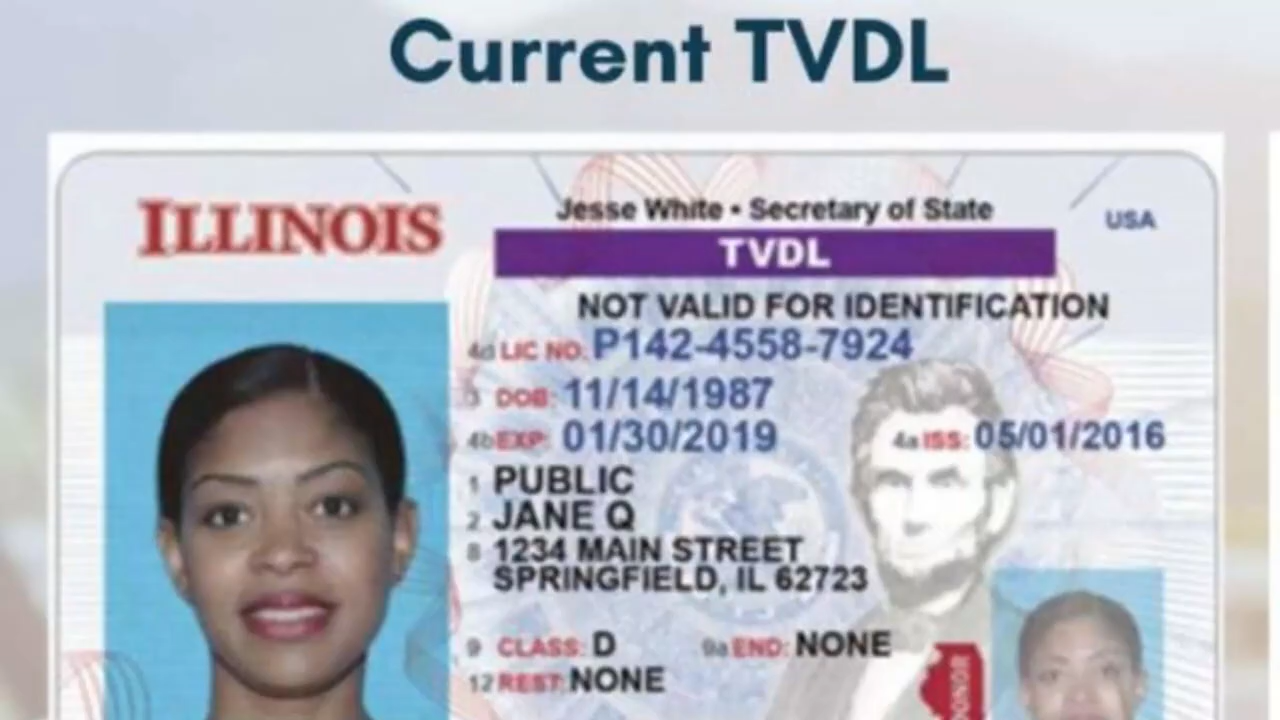 Current TVDL
ILLINOIS
Jesse White • Secretary of State
USA
TVDL
NOT VALID FOR IDENTIFICATION
4d LIC NO: P142-4558-7924
3 DOB: 11/14/1987
4b EXP: 01/30/2019 4a ISS: 05/01/2016
1 PUBLIC
2 JANE Q
8 1234 MAIN STREET
SPRINGFIELD, IL 62723
9 CLASS: D 9a END: NONE
12 REST: NONE
DONOR